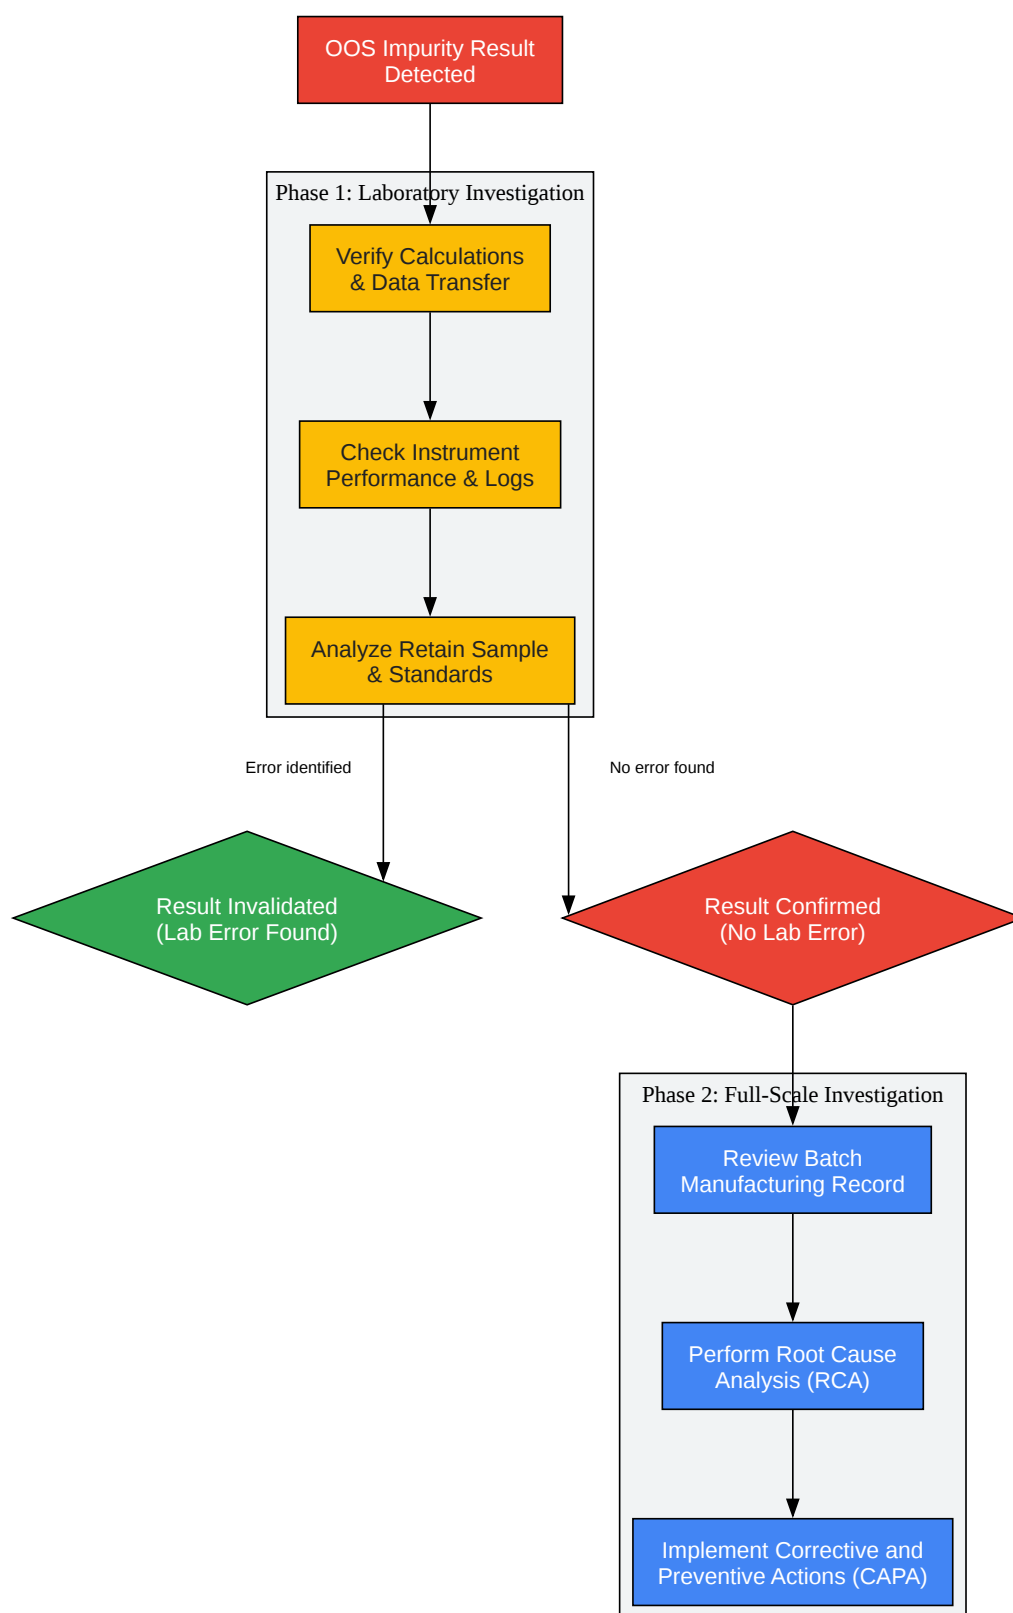 OOS Impurity Result
Detected
Phase 1: Laboratory Investigation
Verify Calculations
& Data Transfer
Check Instrument
Performance & Logs
Analyze Retain Sample
& Standards
Error identified
No error found
Result Invalidated
(Lab Error Found)
Result Confirmed
(No Lab Error)
Phase 2: Full-Scale Investigation
Review Batch
Manufacturing Record
Perform Root Cause
Analysis (RCA)
Implement Corrective and
Preventive Actions (CAPA)